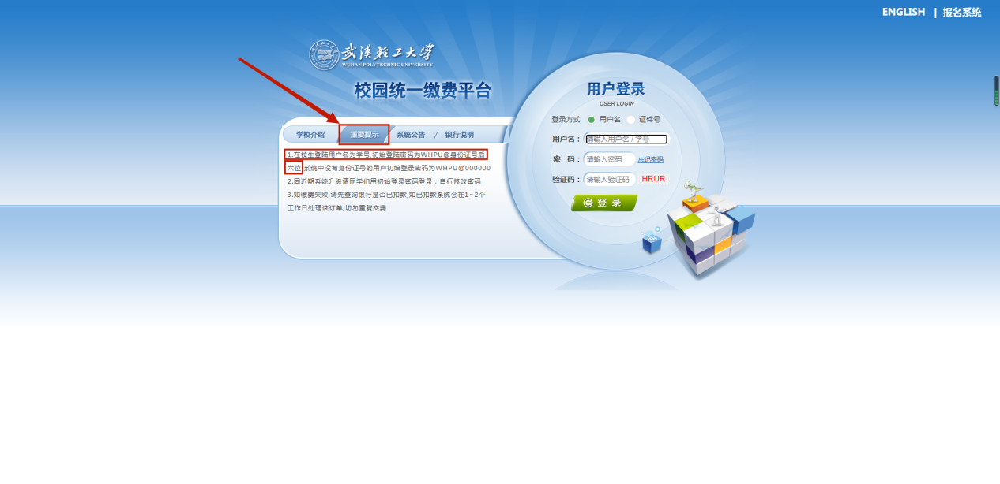 ENGLISH | 报名系统
武汉轻工大学
WUHAN POLYTECHNIC UNIVERSITY
校园统一缴费平台
学校介绍 重要提示 系统公告 / 银行说明
1.在校生登陆用户名为学号,初始登陆密码为WHPU@身份证号后
六位,系统中没有身份证号的用户初始登录密码为WHPU@000000
2.因近期系统升级请同学们用初始登录密码登录，自行修改密码
3.如缴费失败,请先查询银行是否已扣款,如已扣款系统会在1~2个
工作日处理该订单,切勿重复交费
用户登录
USER LOGIN
登录方式 用户名 证件号
用户名： 请输入用户名 / 学号
密 码： 请输入密码 忘记密码
验证码： 请输入验证码 HRUR
登 录